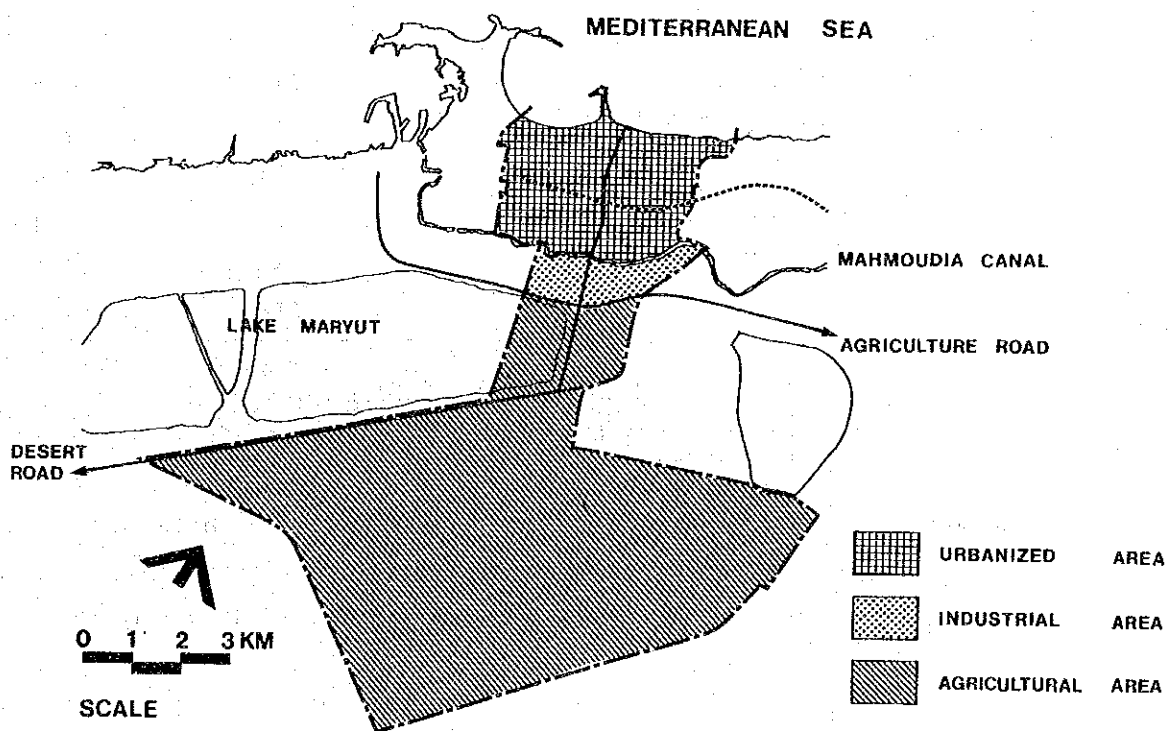 MEDITERRANEAN SEA
MAHMOUDIA CANAL
LAKE MARYUT
AGRICULTURE ROAD
DESERT
ROAD
URBANIZED AREA
0 1 2 3 KM
INDUSTRIAL AREA
AGRICULTURAL AREA
SCALE